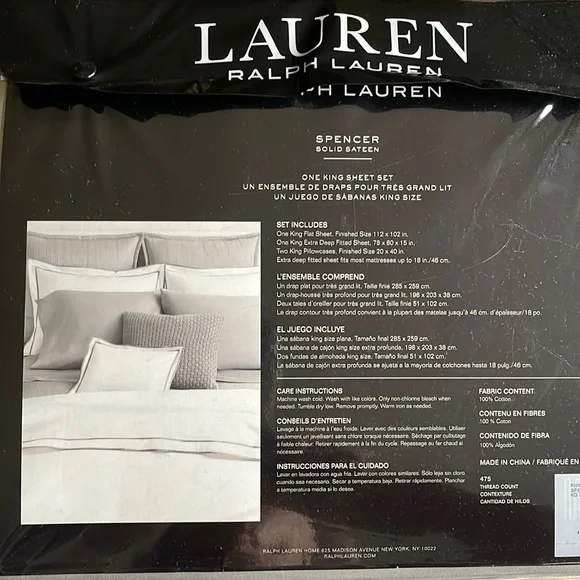 LAUREN
RALPH LAUREN
PH LAUREN
SPENCER
SOLID SATEEN
ONE KING SHEET SET
UN ENSEMBLE DE DRAPS POUR TRÈS GRAND LIT
UN JUEGO DE SÁBANAS KING SIZE
SET INCLUDES
One King Flat Sheet. Finished Size 112 x 102 in.
One King Extra Deep Fitted Sheet. 78 x 80 x 15 in.
Two King Pillowcases. Finished Size 20 x 40 in.
Extra deep fitted sheet fits most mattresses up to 18 in./46 cm.
L'ENSEMBLE COMPREND
Un drap plat pour très grand lit. Taille finie 285 x 259 cm.
Un drap-housse très profond pour très grand lit, 198 x 203 x 38 cm.
Deux taies d'oreiller pour très grand lit. Taille finie 51 x 102 cm.
Le drap contour très profond convient à la plupart des matelas jusqu'à 46 cm. d'épaisseur/18 po.
EL JUEGO INCLUYE
Una sábana king size plana. Tamaño final 285 x 259 cm.
Una sábana de cajón king size extra profunda, 198 x 203 x 38 cm.
Dos fundas de almohada king size. Tamaño final 51 x 102 cm.
La sábana de cajón extra profunda se ajusta a la mayoría de colchones hasta 18 pulg./46 cm.
CARE INSTRUCTIONS
Machine wash cold. Wash with like colors. Only non-chlorine bleach when
needed. Tumble dry low. Remove promptly. Warm iron as needed.
CONSEILS D'ENTRETIEN
Lavage à la machine à l'eau froide. Laver avec des couleurs semblables. Utiliser
seulement un javellisant sans chlore lorsque nécessaire. Séchage par culbutage
à faible chaleur. Retirer rapidement à la fin du cycle. Repassage au fer chaud si
nécessaire.
INSTRUCCIONES PARA EL CUIDADO
Lavar en lavadora con agua fría. Lavar con colores similares. Sólo lejía sin cloro
cuando sea necesario. Secar a temperatura baja. Retirar rápidamente. Planchar
a temperatura media si lo desea.
FABRIC CONTENT
100% Cotton
CONTENU EN FIBRES
100 % Coton
CONTENIDO DE FIBRA
100% Algodón
MADE IN CHINA / FABRIQUÉ EN
475
THREAD COUNT
CONTEXTURE
CANTIDAD DE HILOS
RALPH LAUREN HOME 625 MADISON AVENUE NEW YORK, NY 10022
RALPHLAUREN.COM